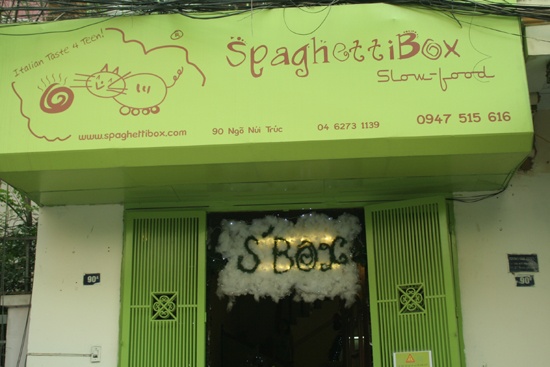 Italian Taste 4 Teen!
®
SpaghettiBox
Slow-food
www.spaghettibox.com
90 Ngõ Núi Trúc
04 6273 1139
0947 515 616
S'Box
90